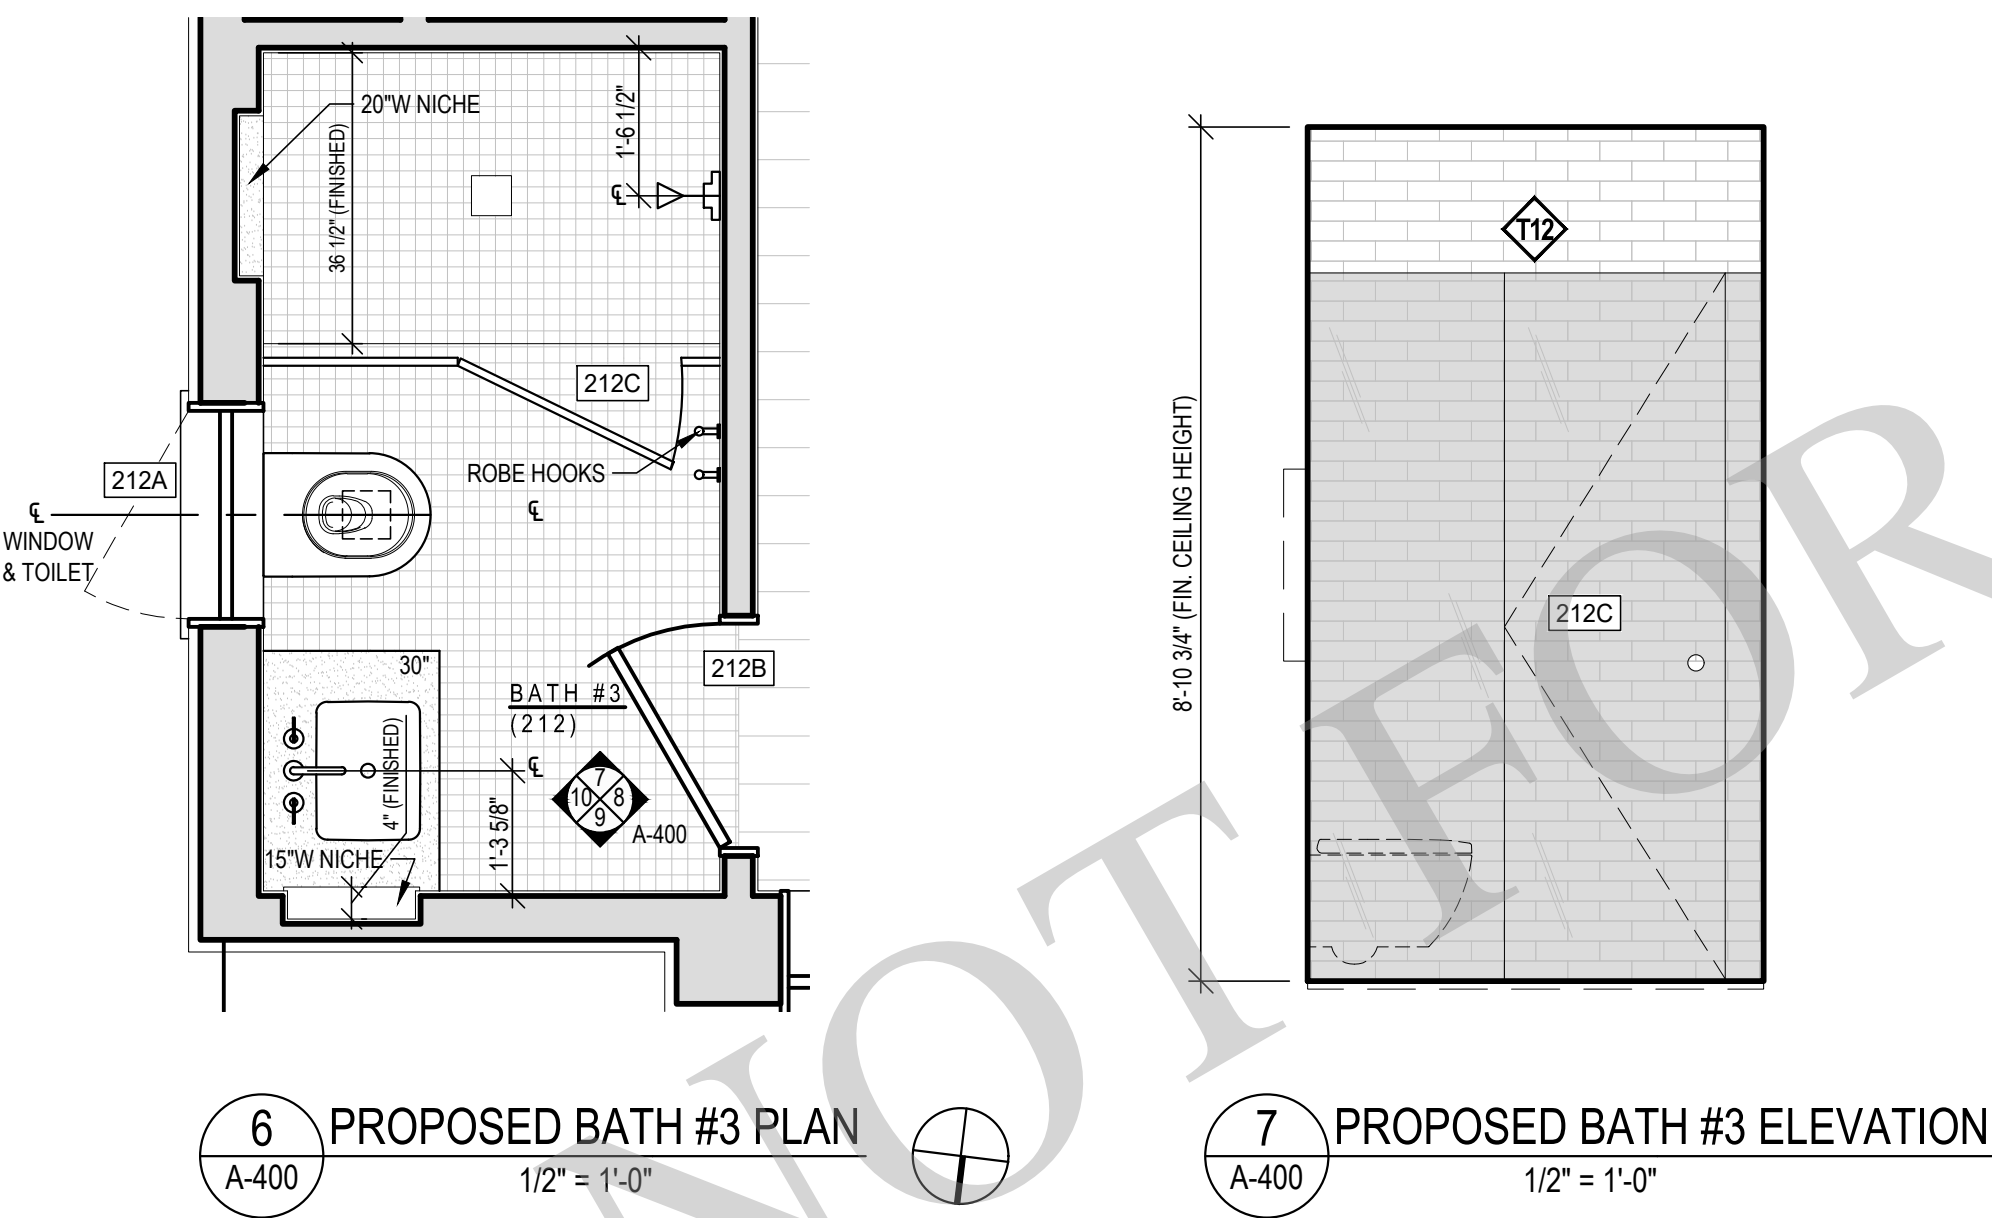 20"W NICHE
36 1/2" (FINISHED)
1'-6 1/2"
℄
212C
212A
ROBE HOOKS
℄
℄
WINDOW
& TOILET
30"
212B
BATH #3
(212)
4" (FINISHED)
℄
1'-3 5/8"
7
10 8
9
A-400
15"W NICHE
6
A-400
PROPOSED BATH #3 PLAN
1/2" = 1'-0"
T12
8'-10 3/4" (FIN. CEILING HEIGHT)
212C
7
A-400
PROPOSED BATH #3 ELEVATION
1/2" = 1'-0"
NOT FOR